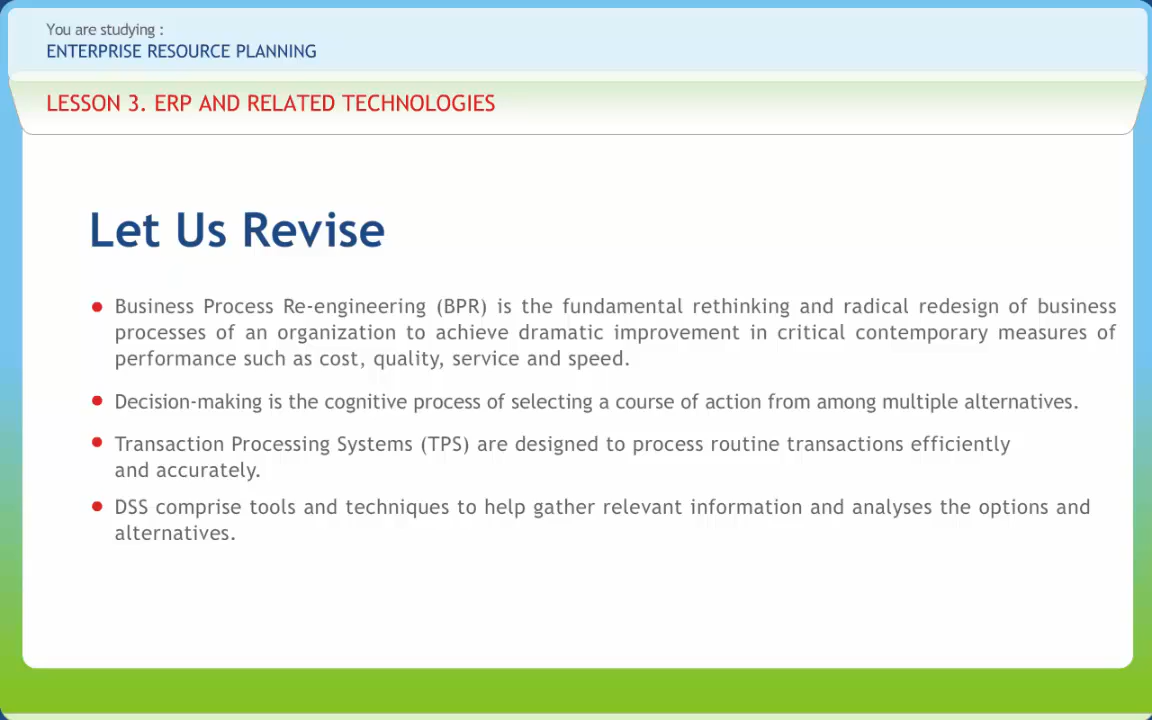 You are studying :
ENTERPRISE RESOURCE PLANNING
LESSON 3. ERP AND RELATED TECHNOLOGIES
Let Us Revise
• Business Process Re-engineering (BPR) is the fundamental rethinking and radical redesign of business
processes of an organization to achieve dramatic improvement in critical contemporary measures of
performance such as cost, quality, service and speed.
• Decision-making is the cognitive process of selecting a course of action from among multiple alternatives.
• Transaction Processing Systems (TPS) are designed to process routine transactions efficiently
and accurately.
• DSS comprise tools and techniques to help gather relevant information and analyses the options and
alternatives.